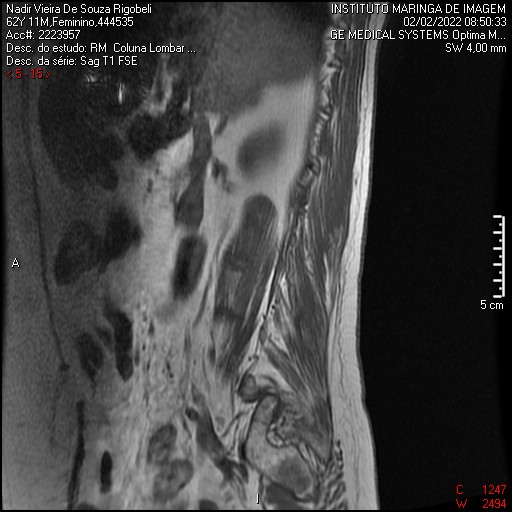 Nadir Vieira De Souza Rigobeli
62Y 11M,Feminino,444535
Acc#: 2223957
Desc. do estudo: RM  Coluna Lombar ...
Desc. da série: Sag T1 FSE
< 5 - 15 >
INSTITUTO MARINGA DE IMAGEM
02/02/2022 08:50:33
GE MEDICAL SYSTEMS Optima M...
SW 4,00 mm
A
5 cm
I
C 1247
W 2494